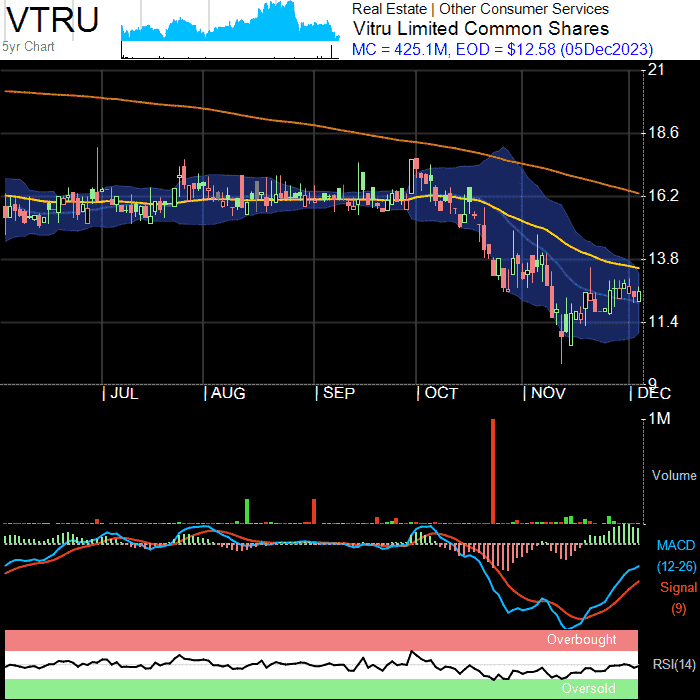 VTRU
5yr Chart
Real Estate | Other Consumer Services
Vitru Limited Common Shares
MC = 425.1M, EOD = $12.58 (05Dec2023)
21
18.6
16.2
13.8
11.4
9
| JUL | AUG | SEP | OCT | NOV | DEC
1M
Volume
MACD
(12-26)
Signal
(9)
Overbought
RSI(14)
Oversold